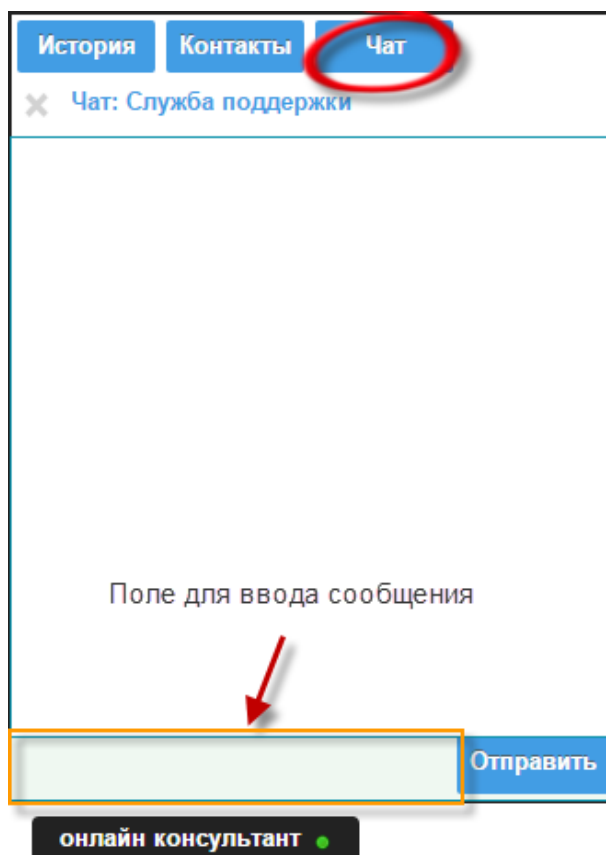 История Контакты Чат
Чат: Служба поддержки
Поле для ввода сообщения
Отправить
онлайн консультант